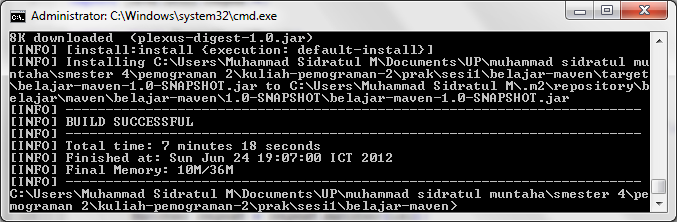 Administrator: C:\Windows\system32\cmd.exe
8K downloaded  (plexus-digest-1.0.jar)
[INFO] [install:install {execution: default-install}]
[INFO] Installing C:\Users\Muhammad Sidratul M\Documents\UP\muhammad sidratul mu
ntaha\smester 4\pemograman 2\kuliah-pemograman-2\prak\sesi1\belajar-maven\target
\belajar-maven-1.0-SNAPSHOT.jar to C:\Users\Muhammad Sidratul M\.m2\repository\b
elajar\maven\belajar-maven\1.0-SNAPSHOT\belajar-maven-1.0-SNAPSHOT.jar
[INFO] ------------------------------------------------------------------------
[INFO] BUILD SUCCESSFUL
[INFO] ------------------------------------------------------------------------
[INFO] Total time: 7 minutes 18 seconds
[INFO] Finished at: Sun Jun 24 19:07:00 ICT 2012
[INFO] Final Memory: 10M/36M
[INFO] ------------------------------------------------------------------------
C:\Users\Muhammad Sidratul M\Documents\UP\muhammad sidratul muntaha\smester 4\pe
mograman 2\kuliah-pemograman-2\prak\sesi1\belajar-maven>